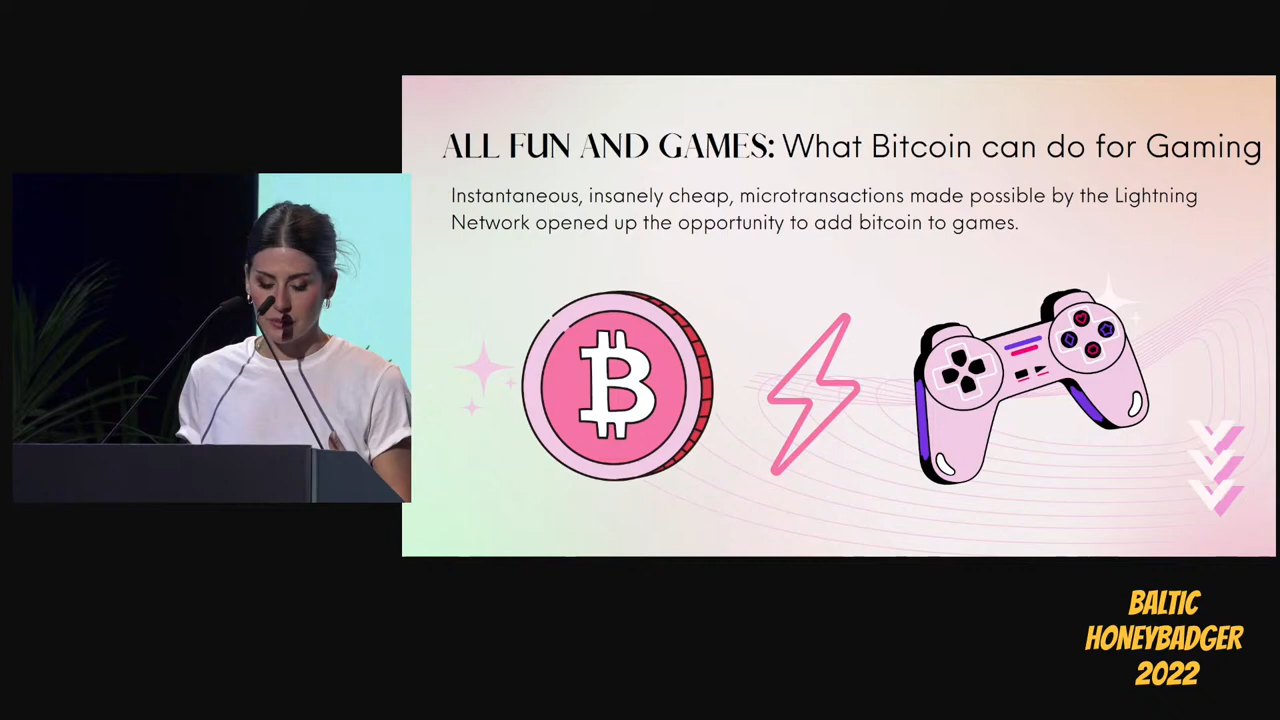 ALL FUN AND GAMES: What Bitcoin can do for Gaming
Instantaneous, insanely cheap, microtransactions made possible by the Lightning
Network opened up the opportunity to add bitcoin to games.
BALTIC
HONEYBADGER
2022